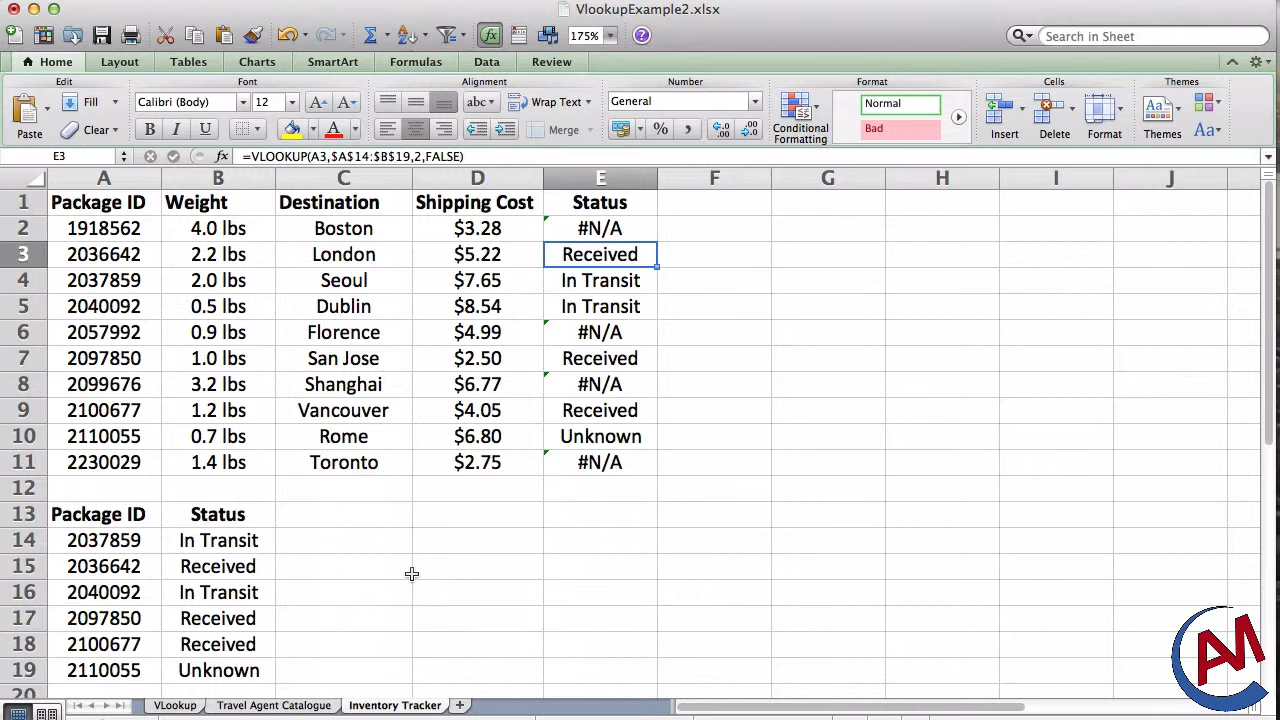 VlookupExample2.xlsx
175%
Search in Sheet
Home Layout Tables Charts SmartArt Formulas Data Review
Edit Font Alignment Number Format Cells Themes
Fill Calibri (Body) 12 A A abc Wrap Text General Normal
Paste Clear B I U A Merge % Conditional Formatting Bad Insert Delete Format Themes Aa
E3 fx =VLOOKUP(A3,$A$14:$B$19,2,FALSE)
A B C D E F G H I J
1 Package ID Weight Destination Shipping Cost Status
2 1918562 4.0 lbs Boston $3.28 #N/A
3 2036642 2.2 lbs London $5.22 Received
4 2037859 2.0 lbs Seoul $7.65 In Transit
5 2040092 0.5 lbs Dublin $8.54 In Transit
6 2057992 0.9 lbs Florence $4.99 #N/A
7 2097850 1.0 lbs San Jose $2.50 Received
8 2099676 3.2 lbs Shanghai $6.77 #N/A
9 2100677 1.2 lbs Vancouver $4.05 Received
10 2110055 0.7 lbs Rome $6.80 Unknown
11 2230029 1.4 lbs Toronto $2.75 #N/A
12
13 Package ID Status
14 2037859 In Transit
15 2036642 Received
16 2040092 In Transit
17 2097850 Received
18 2100677 Received
19 2110055 Unknown
20
VLookup Travel Agent Catalogue Inventory Tracker
AM